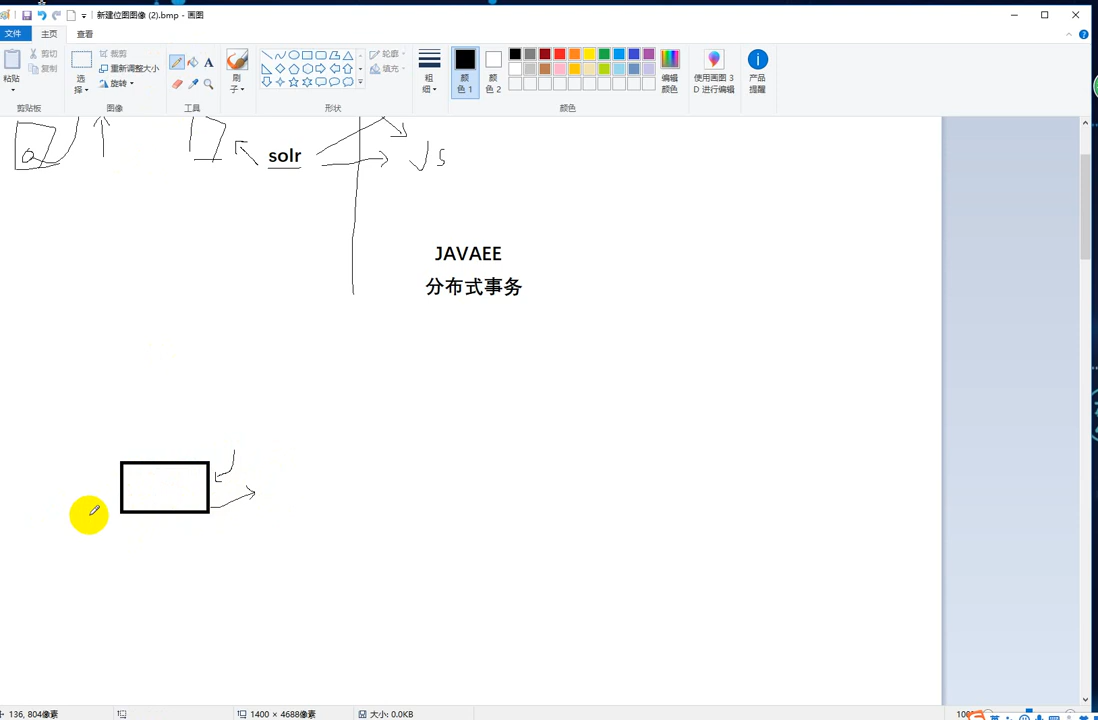 新建位图图像 (2).bmp - 画图
文件 主页 查看
粘贴
剪切
复制
剪贴板
选择
裁剪
重新调整大小
旋转
图像
A
工具
刷子
轮廓
填充
形状
粗细
颜色 1
颜色 2
编辑颜色
颜色
使用画图 3D 进行编辑
产品提醒
solr
JAVAEE
分布式事务
136, 804像素
1400 × 4688像素
大小: 0.0KB
英